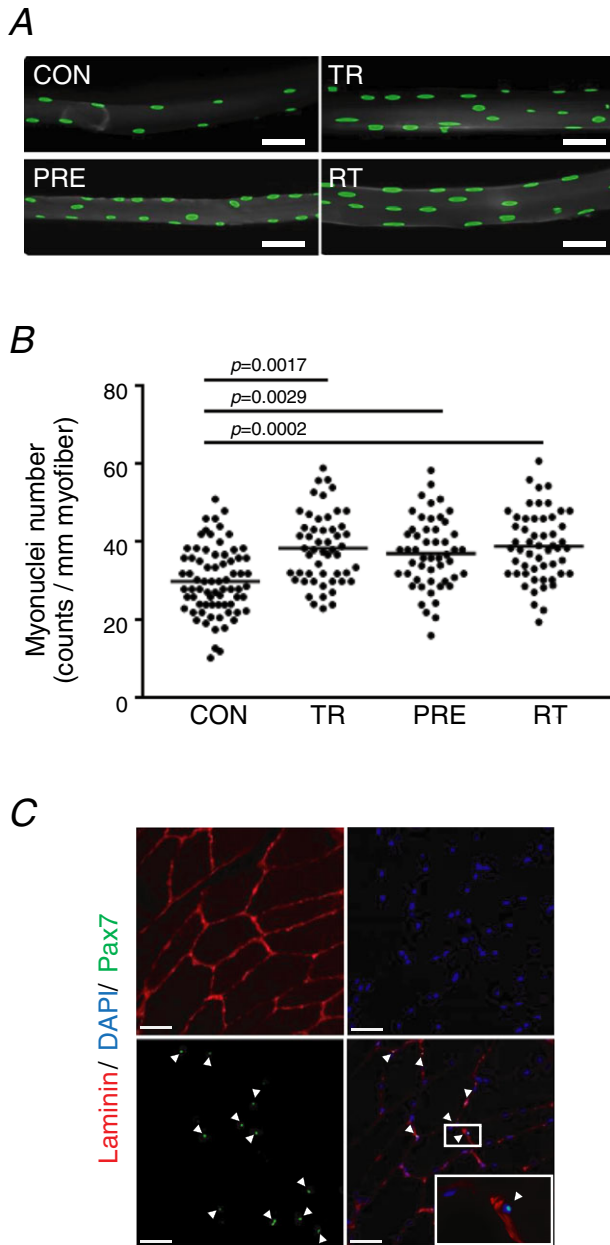 A
CON
TR
PRE
RT
B
p=0.0017
p=0.0029
p=0.0002
80
60
40
20
0
Myonuclei number
(counts / mm myofiber)
CON TR PRE RT
C
Laminin/ DAPI/ Pax7